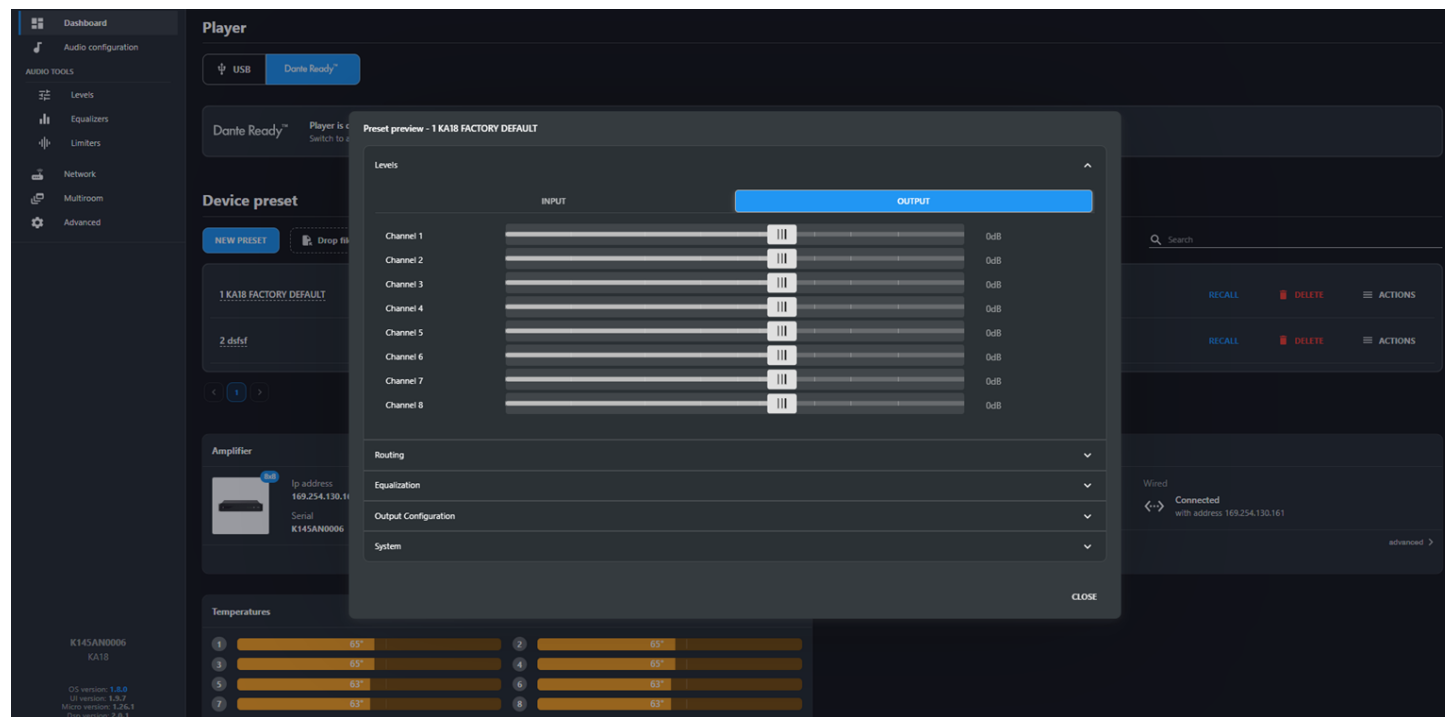 Dashboard
Audio configuration
AUDIO TOOLS
Levels
Equalizers
Limiters
Network
Multiroom
Advanced
K145AN0006
KA18
OS version: 1.8.0
UI version: 1.9.7
Micro version: 1.26.1
Dsp version: 2.0.1
Player
USB
Dante Ready™
Dante Ready™
Player is
Switch to
Device preset
NEW PRESET
Drop
Search
1 KA18 FACTORY DEFAULT
RECALL
DELETE
ACTIONS
2 dsfsf
RECALL
DELETE
ACTIONS
1
Preset preview - 1 KA18 FACTORY DEFAULT
Levels
INPUT
OUTPUT
Channel 1 0dB
Channel 2 0dB
Channel 3 0dB
Channel 4 0dB
Channel 5 0dB
Channel 6 0dB
Channel 7 0dB
Channel 8 0dB
Routing
Equalization
Output Configuration
System
CLOSE
Amplifier
8x8
Ip address
169.254.130.16
Serial
K145AN0006
Wired
Connected
with address 169.254.130.161
advanced
Temperatures
1 65° 2 65°
3 65° 4 65°
5 63° 6 63°
7 63° 8 63°